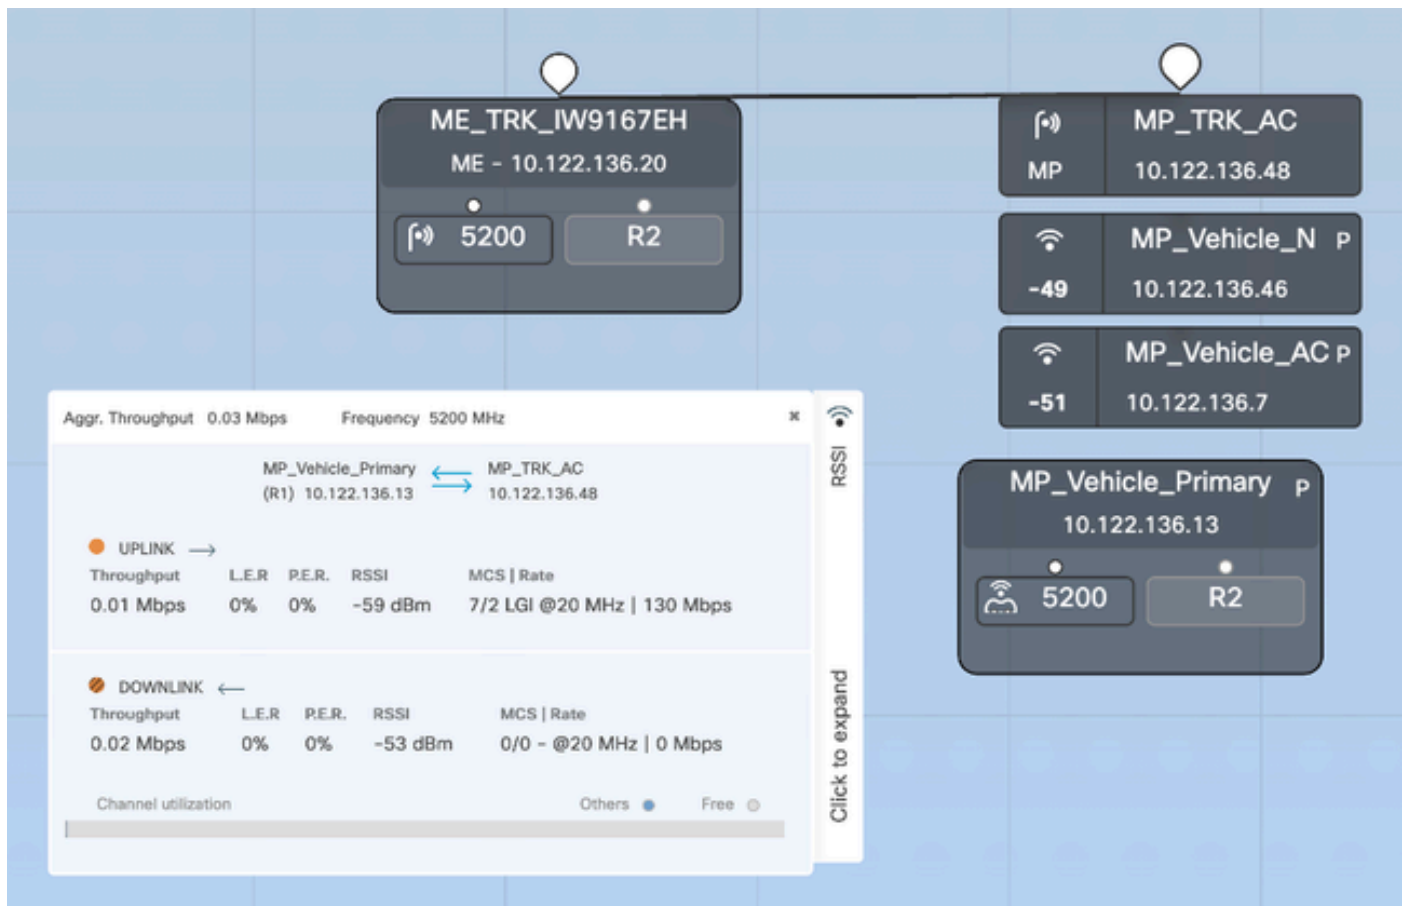 ME_TRK_IW9167EH
ME - 10.122.136.20
5200 R2
MP_TRK_AC
MP 10.122.136.48
MP_Vehicle_N P
-49 10.122.136.46
MP_Vehicle_AC P
-51 10.122.136.7
MP_Vehicle_Primary P
10.122.136.13
5200 R2
Aggr. Throughput 0.03 Mbps Frequency 5200 MHz
MP_Vehicle_Primary MP_TRK_AC
(R1) 10.122.136.13 10.122.136.48
UPLINK
Throughput L.E.R P.E.R. RSSI MCS | Rate
0.01 Mbps 0% 0% -59 dBm 7/2 LGI @20 MHz | 130 Mbps
DOWNLINK
Throughput L.E.R P.E.R. RSSI MCS | Rate
0.02 Mbps 0% 0% -53 dBm 0/0 - @20 MHz | 0 Mbps
Channel utilization Others Free
RSSI
Click to expand